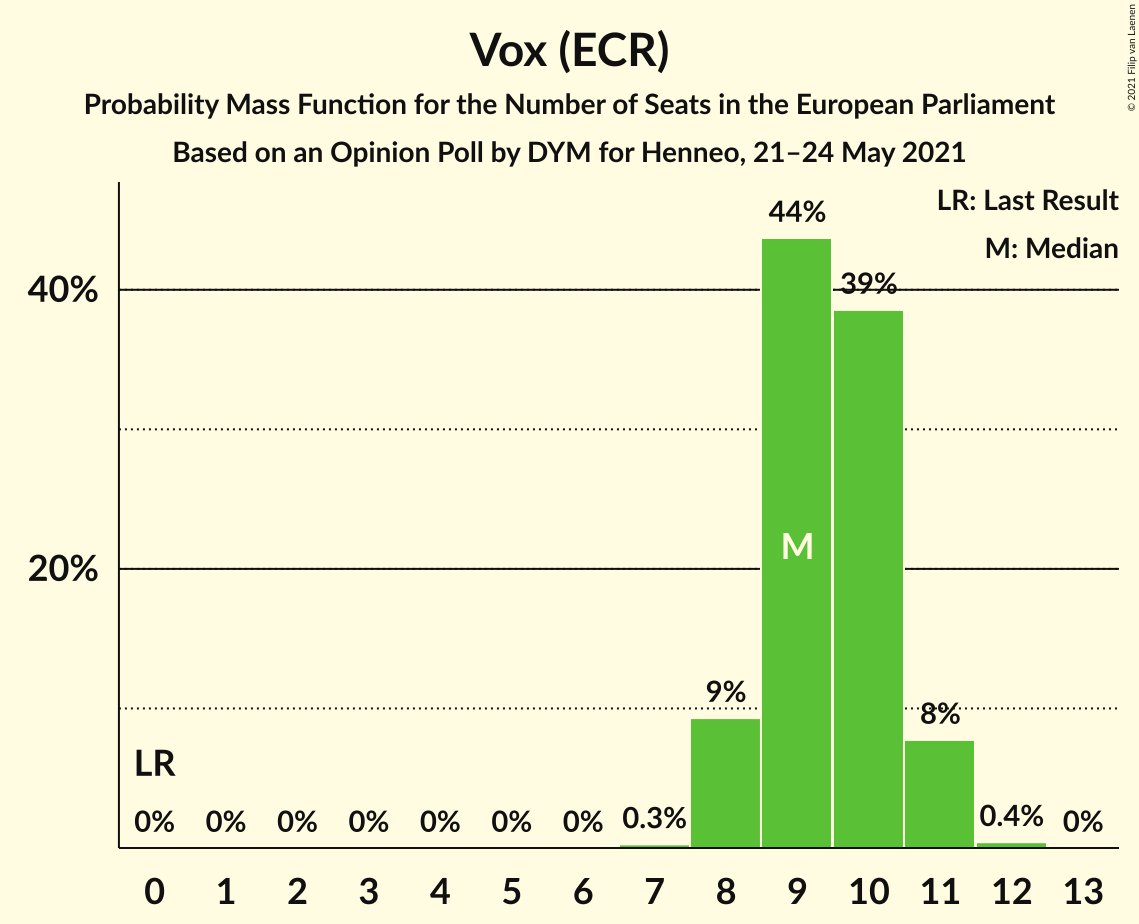 Vox (ECR)
Probability Mass Function for the Number of Seats in the European Parliament
Based on an Opinion Poll by DYM for Henneo, 21–24 May 2021
© 2021 Filip van Laenen
LR: Last Result
M: Median
44%
39%
40%
M
20%
9%
8%
LR
0% 0% 0% 0% 0% 0% 0% 0.3% 0.4% 0%
0 1 2 3 4 5 6 7 8 9 10 11 12 13